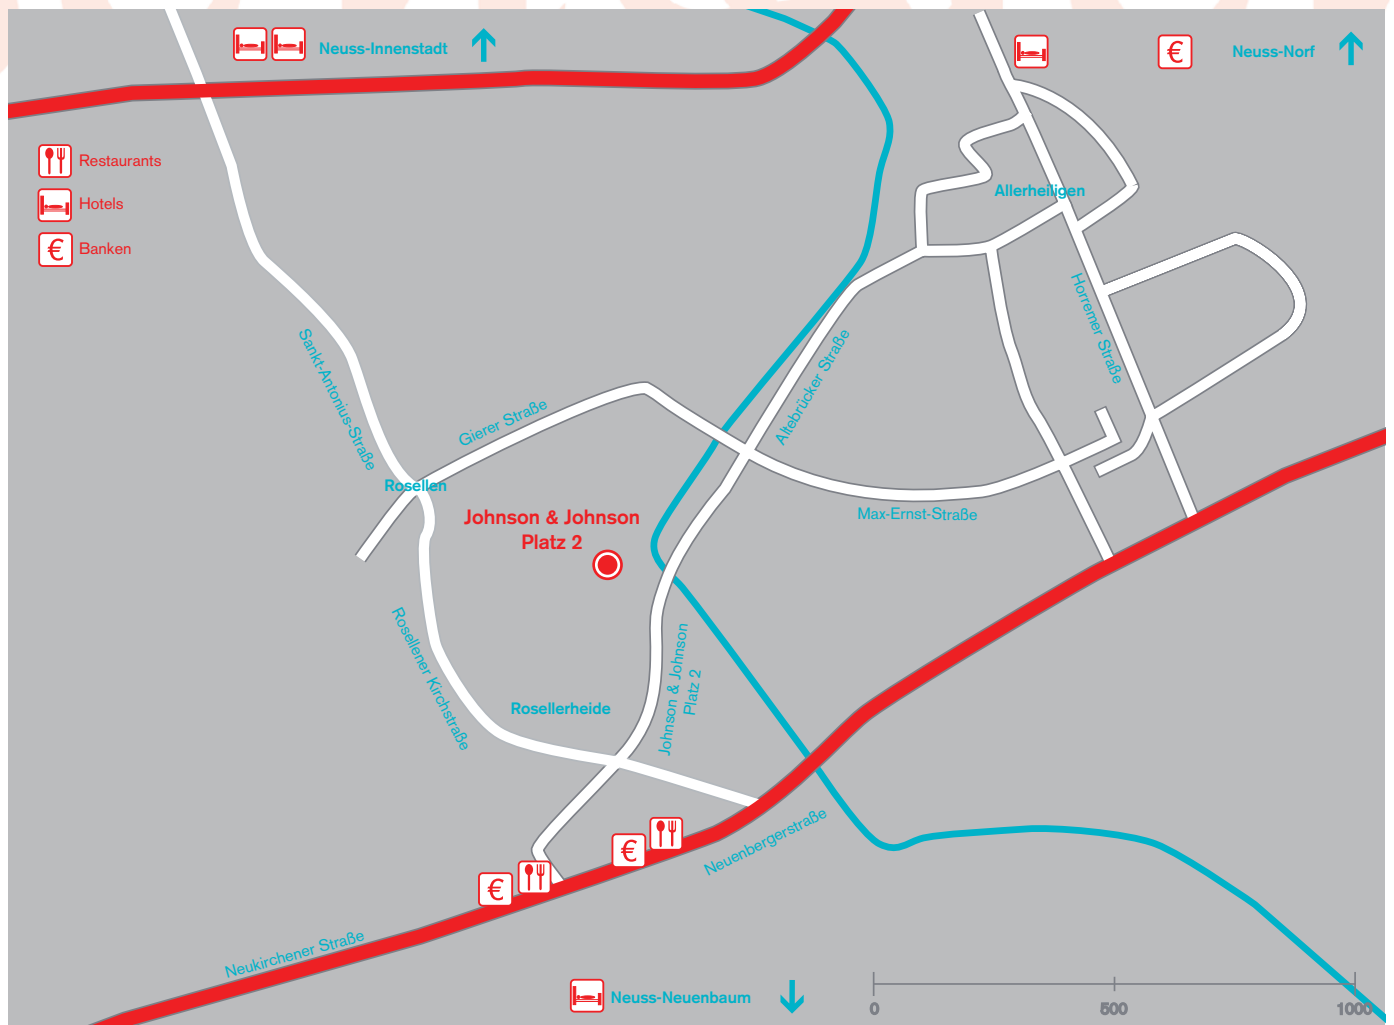 Neuss-Innenstadt
€
Neuss-Norf
Restaurants
Hotels
€ Banken
Allerheiligen
Horremer Straße
Sankt-Antonius-Straße
Altebrücker Straße
Gierer Straße
Rosellen
Johnson & Johnson
Platz 2
Max-Ernst-Straße
Rosellener Kirchstraße
Johnson & Johnson
Platz 2
Rosellerheide
Neuenbergerstraße
€
€
Neukirchener Straße
Neuss-Neuenbaum
0 500 1000